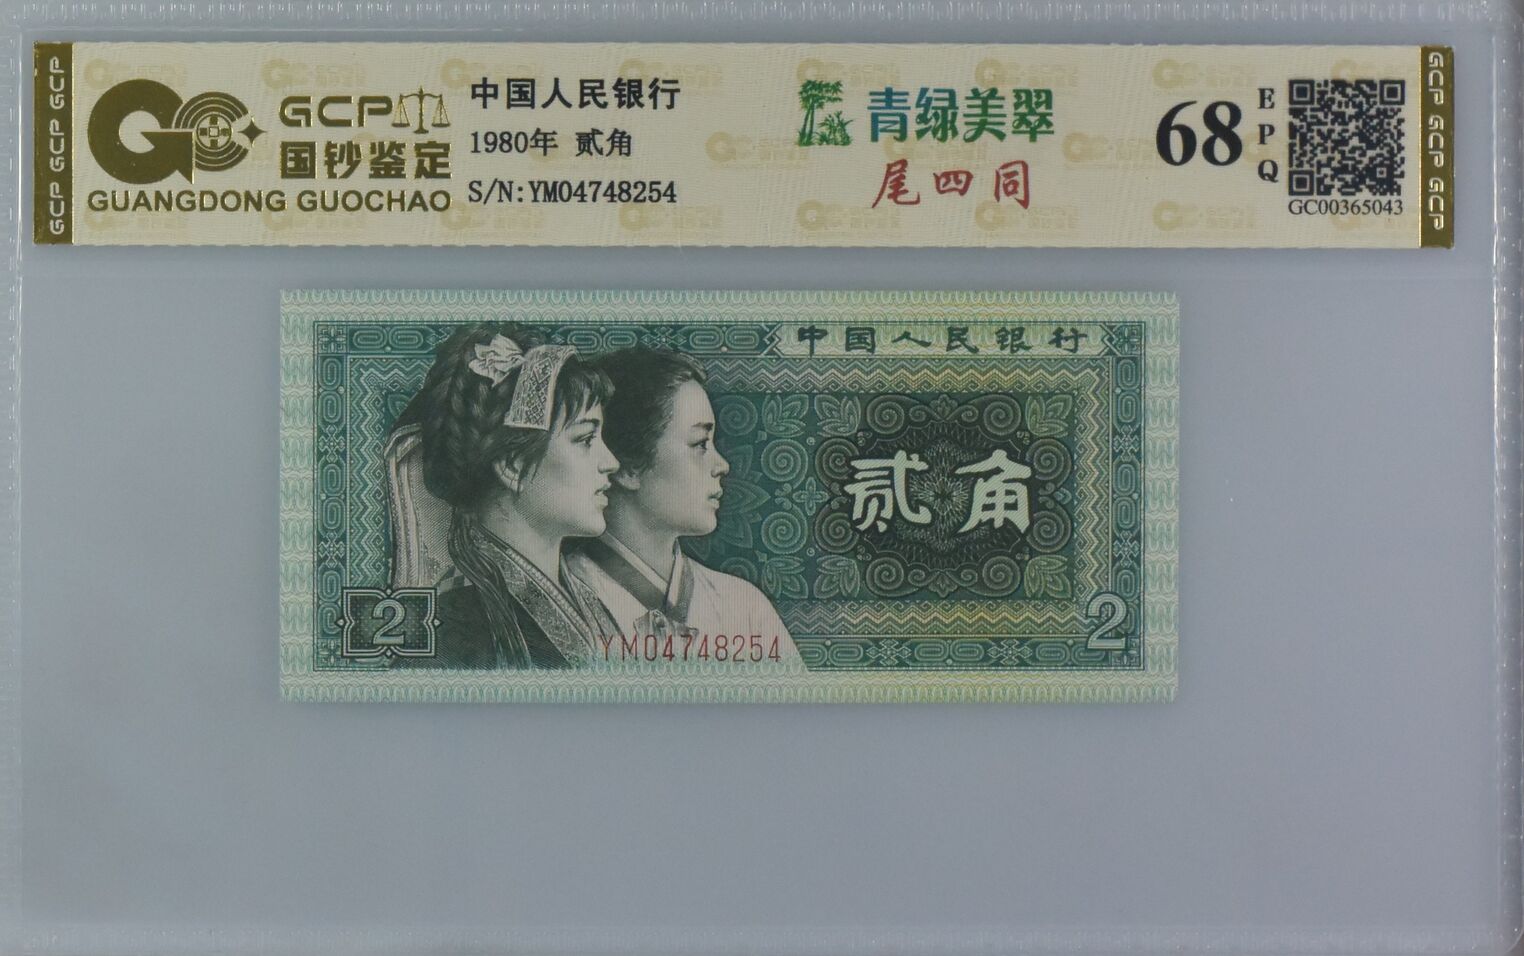 GCP GCP GCP
GCP
国钞鉴定
GUANGDONG GUOCHAO
中国人民银行
1980年 贰角
S/N:YM04748254
青绿美翠
尾四同
68
EPQ
GC00365043
GCP GCP GCP
中国人民银行
贰角
2
YM04748254
2